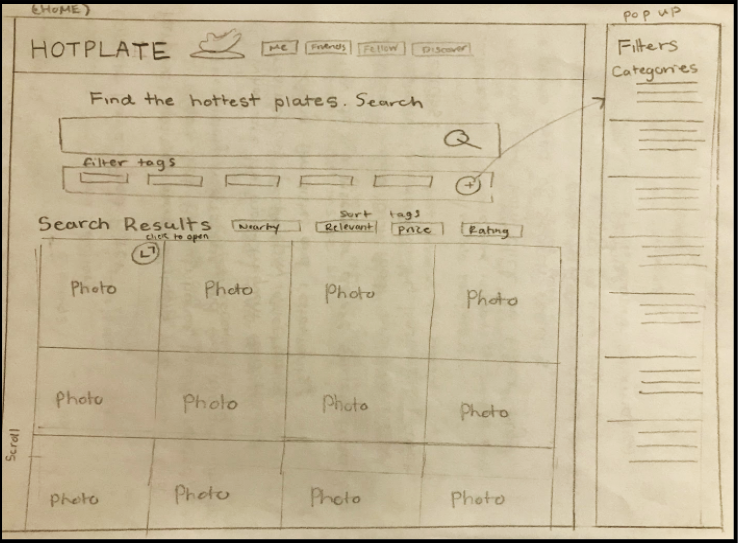 {HOME}
HOTPLATE
Me
Friends
Follow
Discover
Find the hottest plates. Search
filter tags
+
Search Results
sort tags
Nearby
Relevant
Price
Rating
click to open
Photo Photo Photo Photo
Photo Photo Photo Photo
Photo Photo Photo Photo
Scroll
POP UP
Filters
Categories